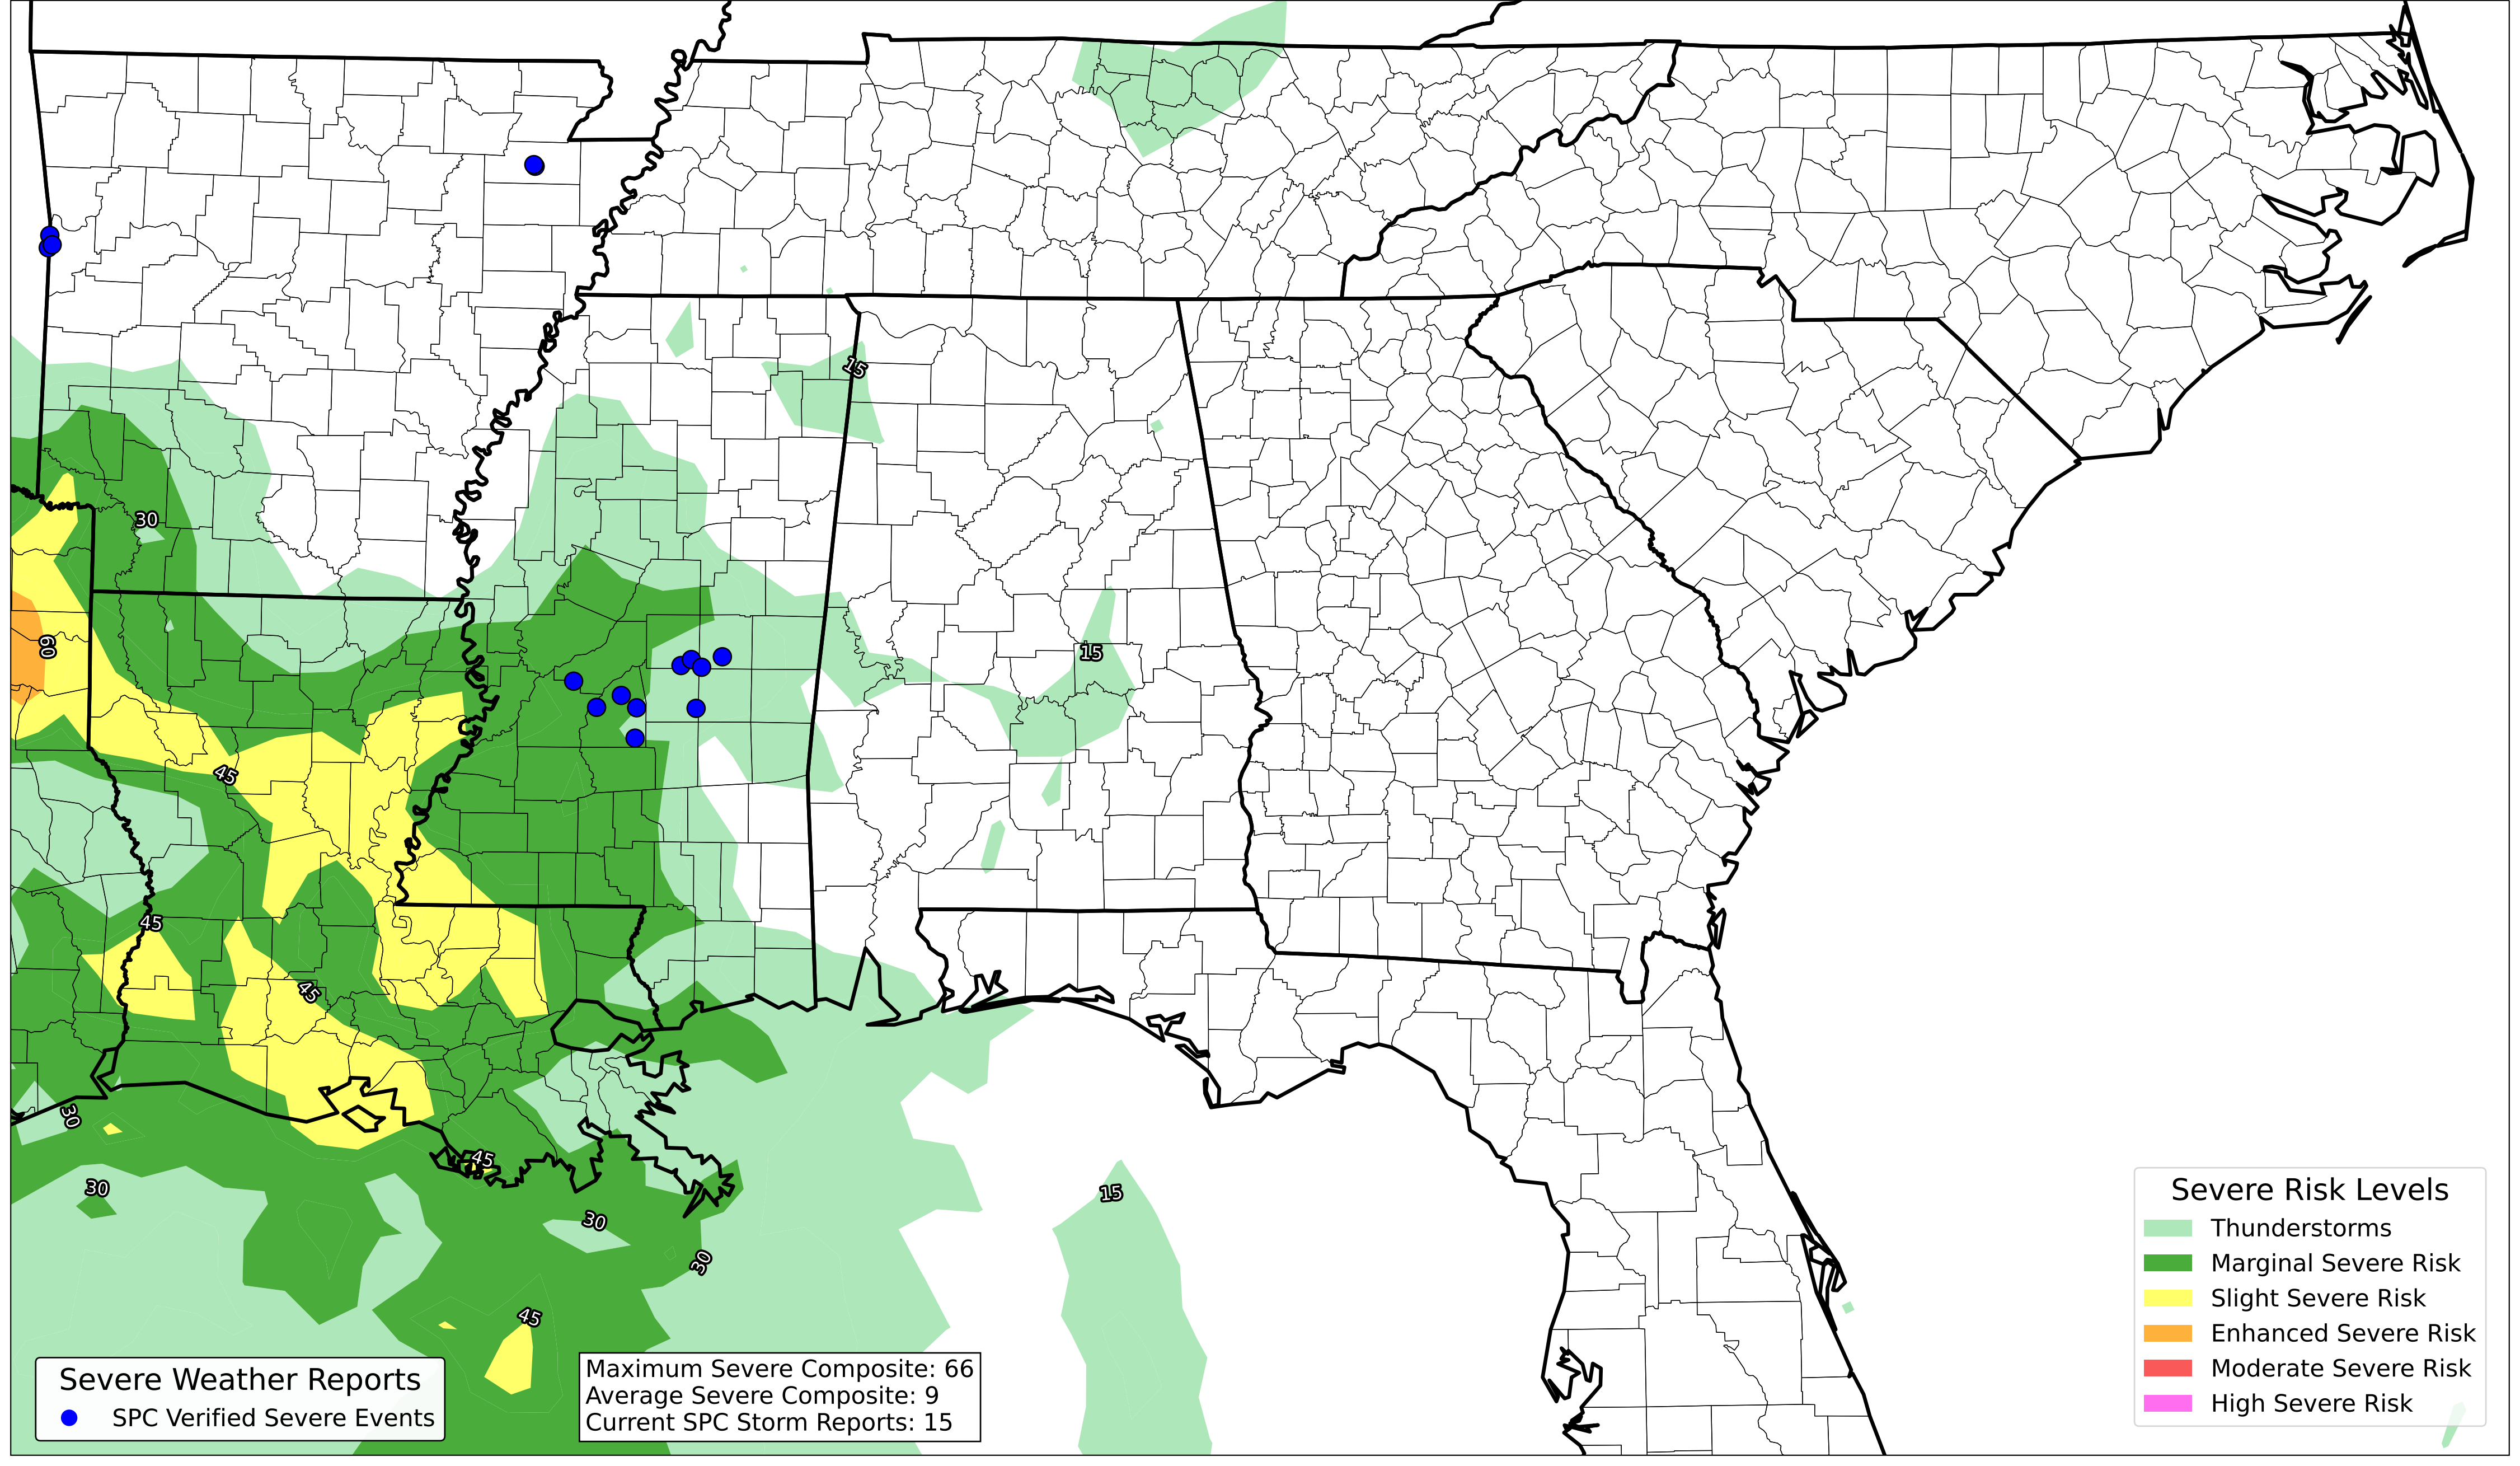 15
30
60
15
45
45
45
30
45
30
15
30
30
45
Severe Risk Levels
Thunderstorms
Marginal Severe Risk
Slight Severe Risk
Enhanced Severe Risk
Moderate Severe Risk
High Severe Risk
Severe Weather Reports
SPC Verified Severe Events
Maximum Severe Composite: 66
Average Severe Composite: 9
Current SPC Storm Reports: 15